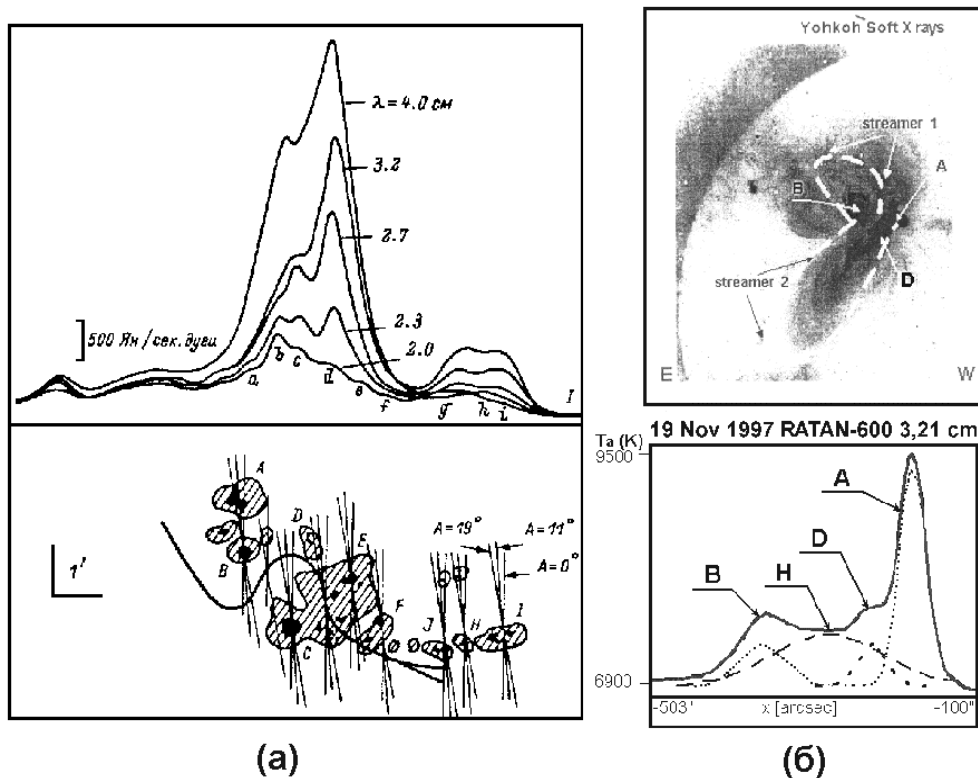 λ=4.0 см
3.2
2.7
2.3
2.0
500 Ян/сек. дуги
a b c d e f g h i I
A
B
C
D
E
F
J
H
I
A=19°
A=11°
A=0°
1'
(а)
Yohkoh Soft X rays
streamer 1
A
B
D
streamer 2
E W
19 Nov 1997 RATAN-600 3,21 cm
Ta (K)
9500
A
D
H
B
6900
-503" x [arcsec] -100"
(б)